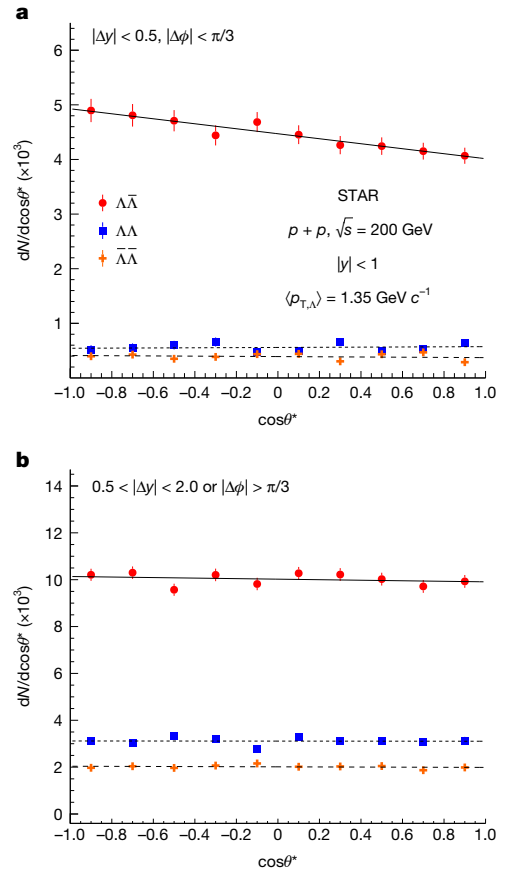 a
|Δy| < 0.5, |Δϕ| < π/3
6
5
4
3
2
1
dN/dcosθ* (×10³)
ΛΛ̅
ΛΛ
Λ̅Λ̅
STAR
p + p, √s = 200 GeV
|y| < 1
⟨p_T,Λ⟩ = 1.35 GeV c⁻¹
−1.0 −0.8 −0.6 −0.4 −0.2 0 0.2 0.4 0.6 0.8 1.0
cosθ*
b
0.5 < |Δy| < 2.0 or |Δϕ| > π/3
14
12
10
8
6
4
2
0
dN/dcosθ* (×10³)
−1.0 −0.8 −0.6 −0.4 −0.2 0 0.2 0.4 0.6 0.8 1.0
cosθ*